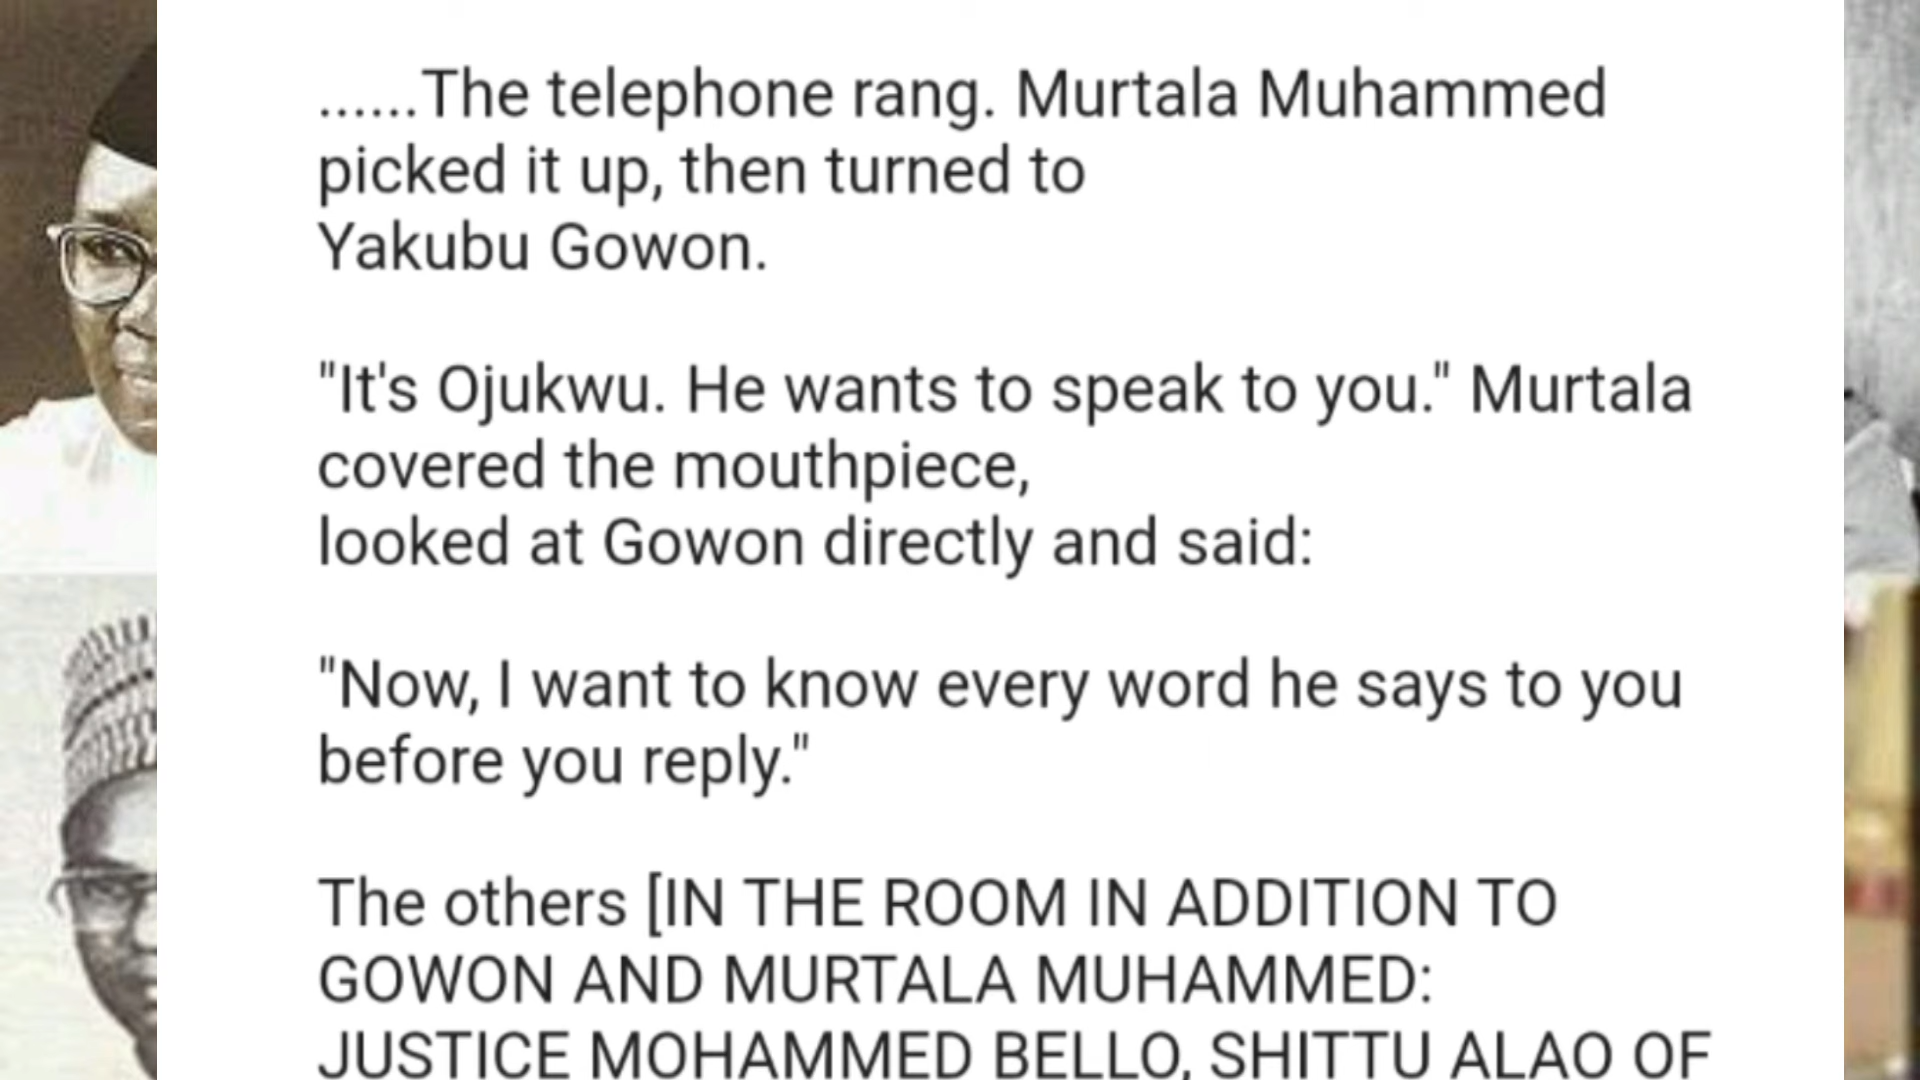 ......The telephone rang. Murtala Muhammed
picked it up, then turned to
Yakubu Gowon.
"It's Ojukwu. He wants to speak to you." Murtala
covered the mouthpiece,
looked at Gowon directly and said:
"Now, I want to know every word he says to you
before you reply."
The others [IN THE ROOM IN ADDITION TO
GOWON AND MURTALA MUHAMMED:
JUSTICE MOHAMMED BELLO, SHITTU ALAO OF